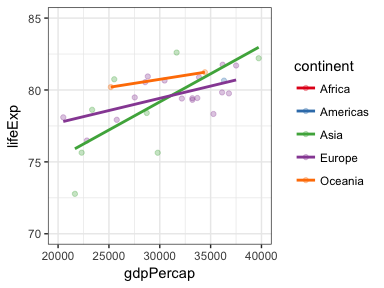 85
80
75
70
lifeExp
20000 25000 30000 35000 40000
gdpPercap
continent
Africa
Americas
Asia
Europe
Oceania